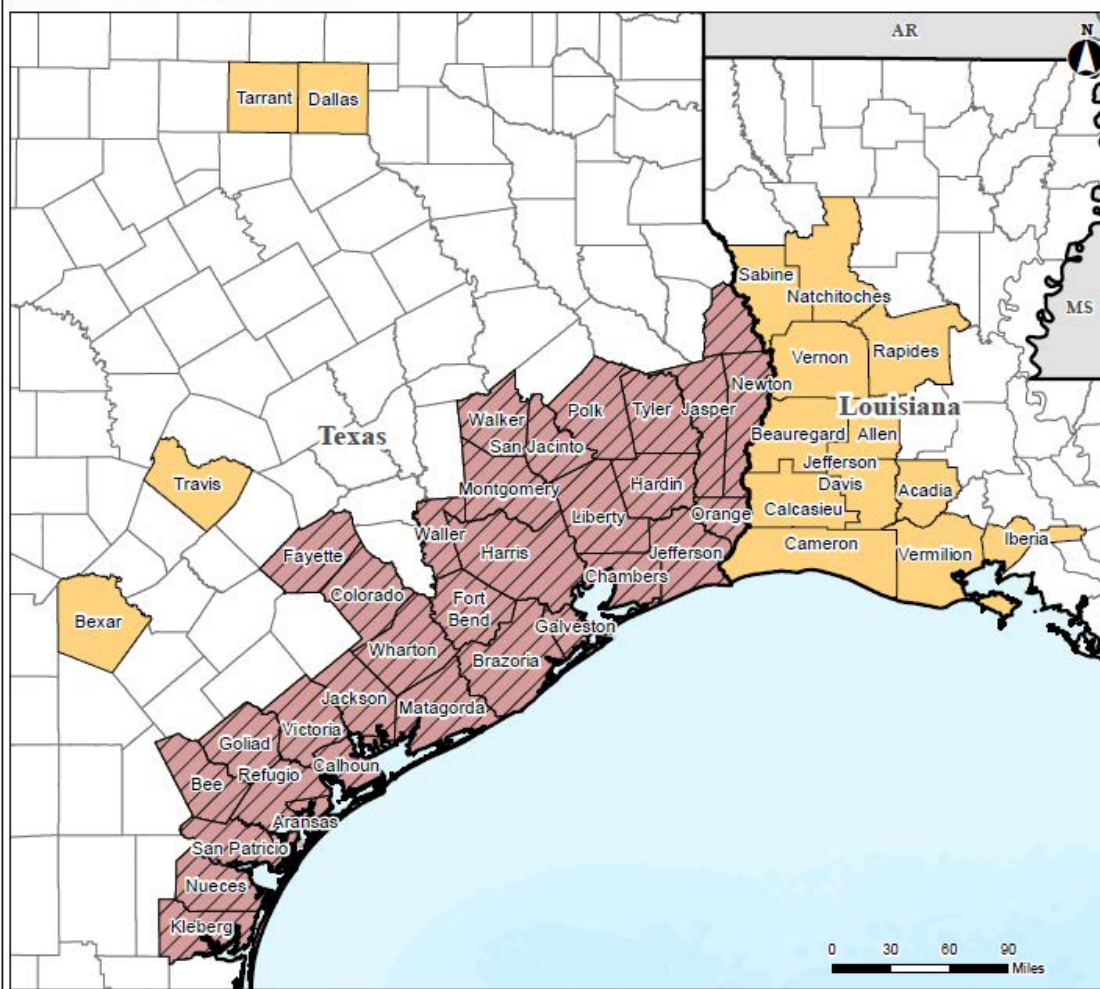 AR
N
Tarrant
Dallas
Sabine
Natchitoches
MS
Vernon
Rapides
Newton
Walker
Polk
Tyler
Jasper
Louisiana
Texas
San Jacinto
Beauregard
Allen
Jefferson
Davis
Travis
Montgomery
Hardin
Acadia
Calcasieu
Liberty
Orange
Waller
Harris
Jefferson
Cameron
Vermilion
Iberia
Fayette
Chambers
Colorado
Fort
Bend
Galveston
Bexar
Wharton
Brazoria
Jackson
Matagorda
Victoria
Goliad
Calhoun
Refugio
Bee
Aransas
San Patricio
Nueces
Kleberg
0 30 60 90
Miles